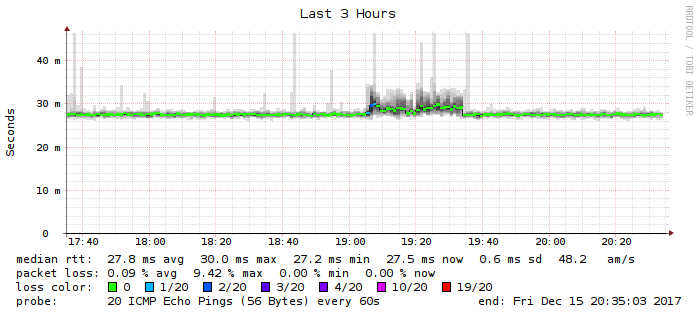 Last 3 Hours
RRDTOOL / TOBI OETIKER
Seconds
40 m
30 m
20 m
10 m
0
17:40 18:00 18:20 18:40 19:00 19:20 19:40 20:00 20:20
median rtt: 27.8 ms avg 30.0 ms max 27.2 ms min 27.5 ms now 0.6 ms sd 48.2 am/s
packet loss: 0.09 % avg 9.42 % max 0.00 % min 0.00 % now
loss color: 0 1/20 2/20 3/20 4/20 10/20 19/20
probe: 20 ICMP Echo Pings (56 Bytes) every 60s end: Fri Dec 15 20:35:03 2017